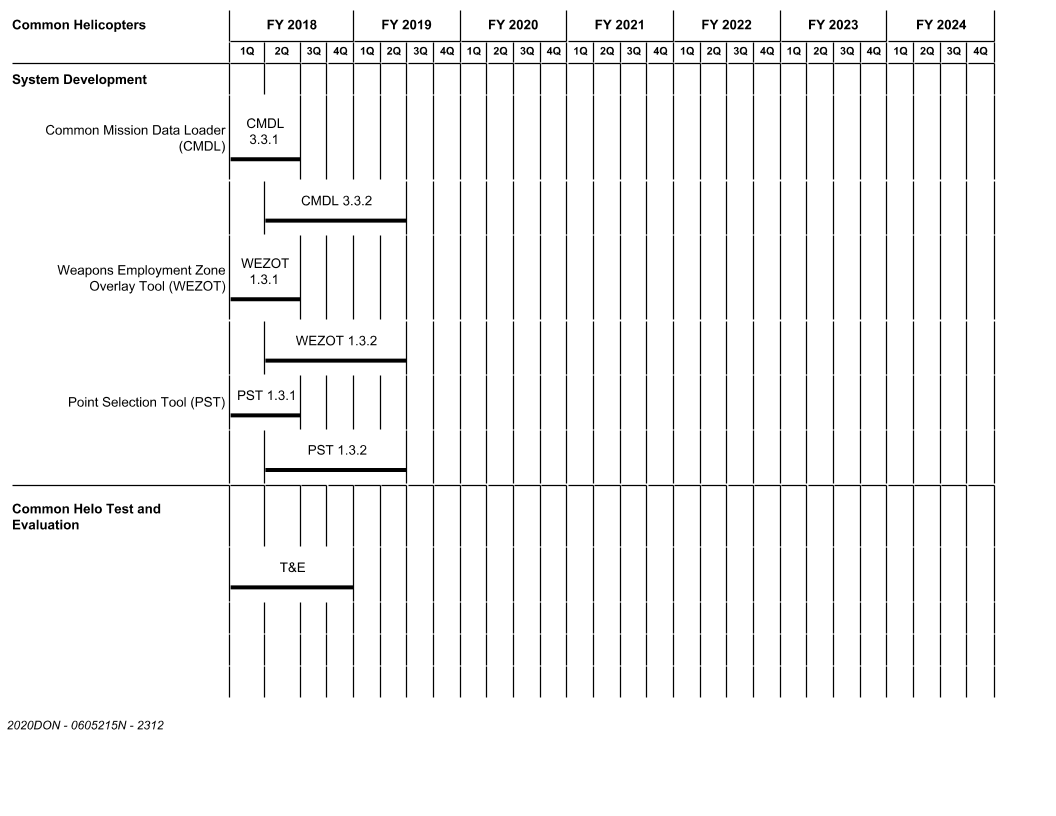 Common Helicopters FY 2018 FY 2019 FY 2020 FY 2021 FY 2022 FY 2023 FY 2024
1Q 2Q 3Q 4Q 1Q 2Q 3Q 4Q 1Q 2Q 3Q 4Q 1Q 2Q 3Q 4Q 1Q 2Q 3Q 4Q 1Q 2Q 3Q 4Q 1Q 2Q 3Q 4Q
System Development
Common Mission Data Loader
(CMDL)
CMDL
3.3.1
CMDL 3.3.2
Weapons Employment Zone
Overlay Tool (WEZOT)
WEZOT
1.3.1
WEZOT 1.3.2
Point Selection Tool (PST)
PST 1.3.1
PST 1.3.2
Common Helo Test and
Evaluation
T&E
2020DON - 0605215N - 2312